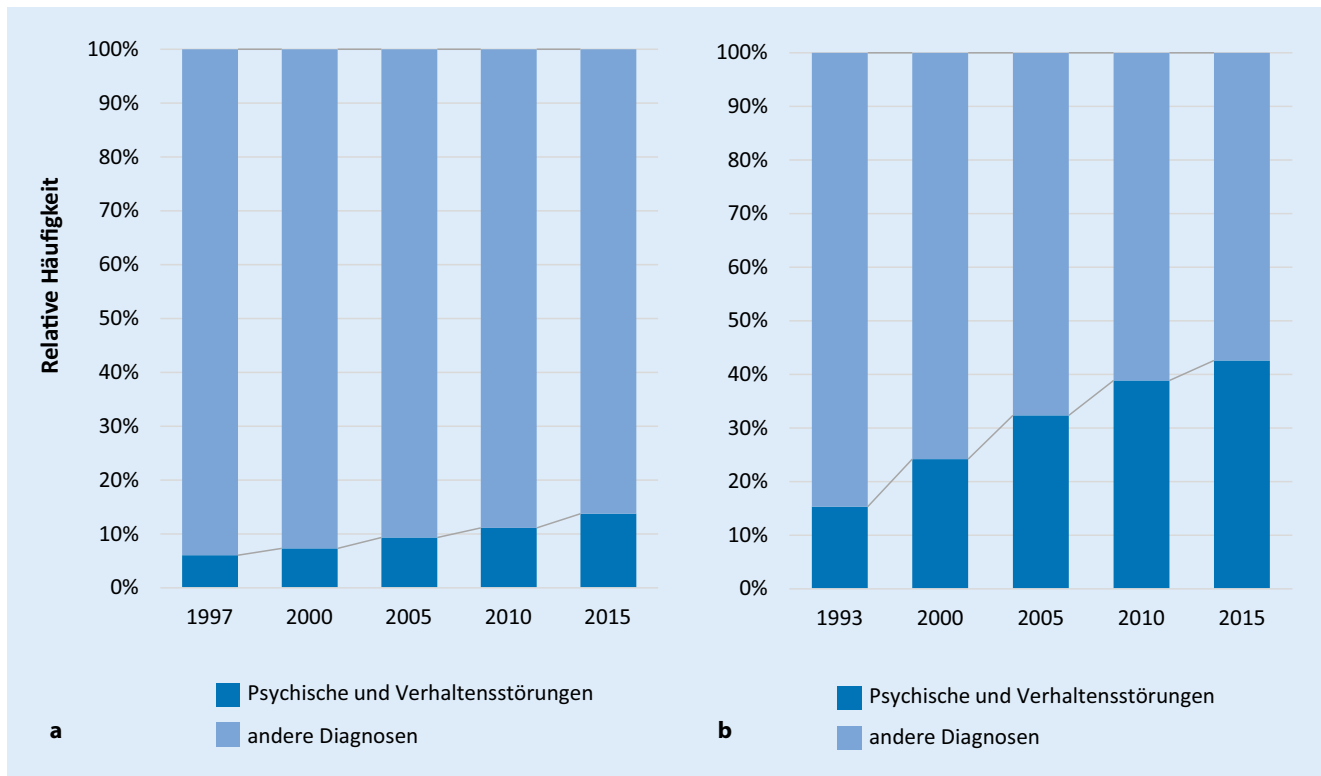 Relative Häufigkeit
100%
90%
80%
70%
60%
50%
40%
30%
20%
10%
0%
1997 2000 2005 2010 2015
Psychische und Verhaltensstörungen
andere Diagnosen
a
100%
90%
80%
70%
60%
50%
40%
30%
20%
10%
0%
1993 2000 2005 2010 2015
Psychische und Verhaltensstörungen
andere Diagnosen
b